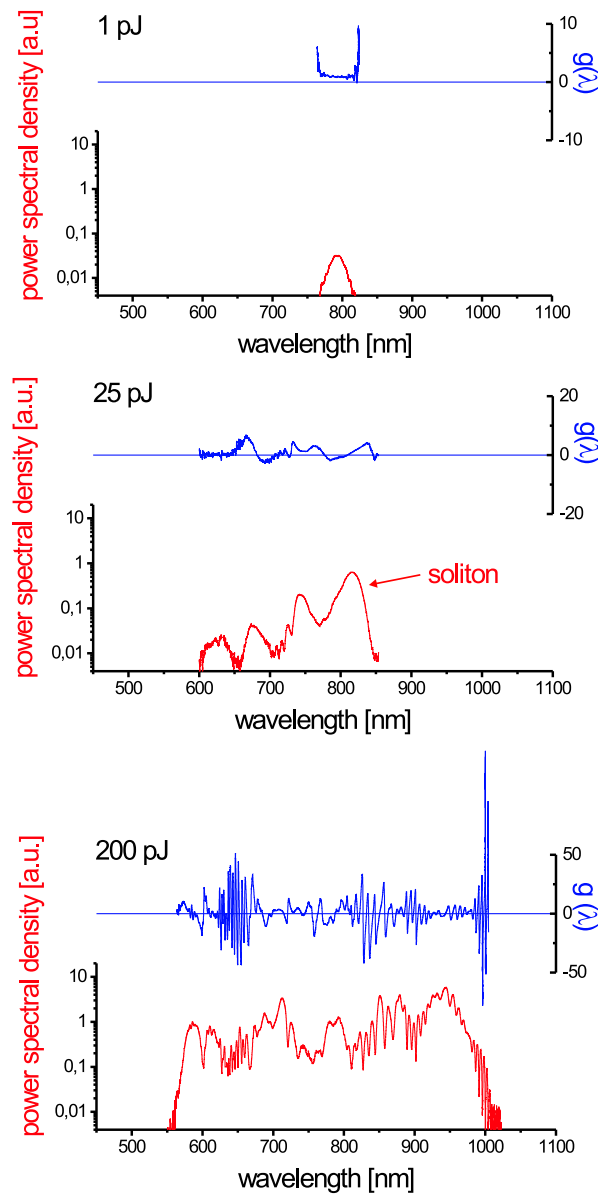 1 pJ
power spectral density [a.u]
10
1
0,1
0,01
10
0
-10
g(λ)
500 600 700 800 900 1000 1100
wavelength [nm]
25 pJ
power spectral density [a.u.]
10
1
0,1
0,01
20
0
-20
g(λ)
soliton
500 600 700 800 900 1000 1100
wavelength [nm]
200 pJ
power spectral density [a.u.]
10
1
0,1
0,01
50
0
-50
g (λ)
500 600 700 800 900 1000 1100
wavelength [nm]